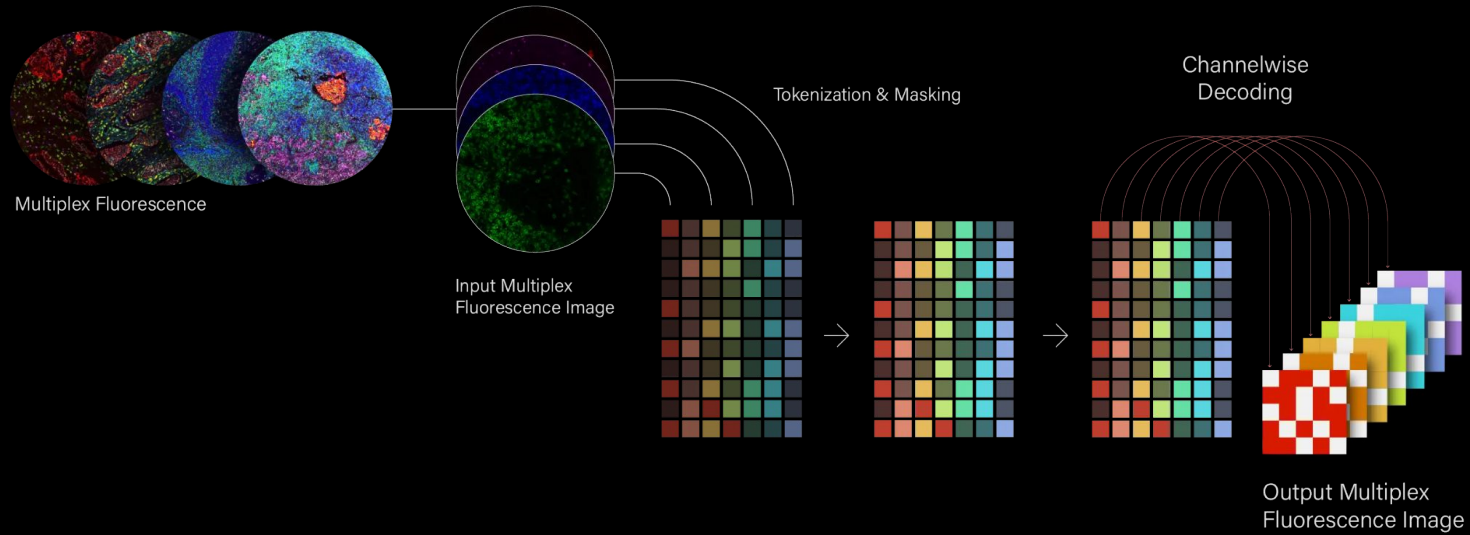 Multiplex Fluorescence
Input Multiplex
Fluorescence Image
Tokenization & Masking
Channelwise
Decoding
Output Multiplex
Fluorescence Image